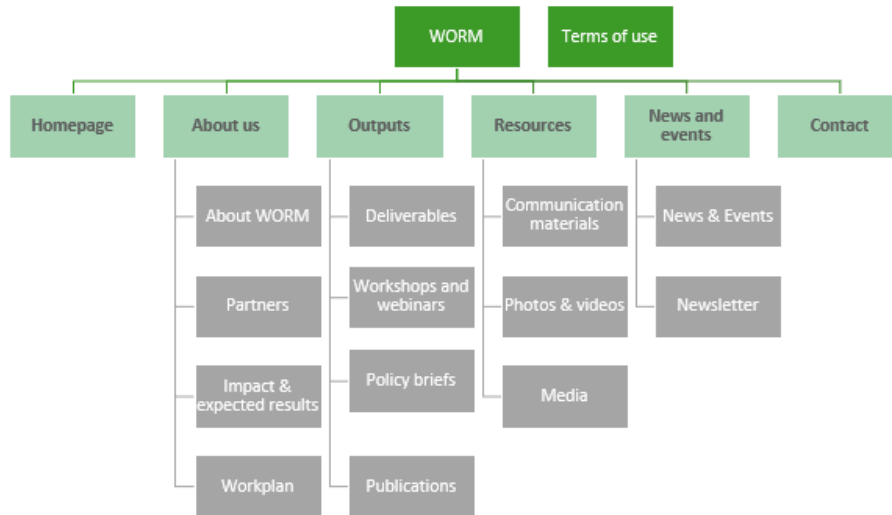 WORM
Terms of use
Homepage
About us
Outputs
Resources
News and
events
Contact
About WORM
Partners
Impact &
expected results
Workplan
Deliverables
Workshops and
webinars
Policy briefs
Publications
Communication
materials
Photos & videos
Media
News & Events
Newsletter